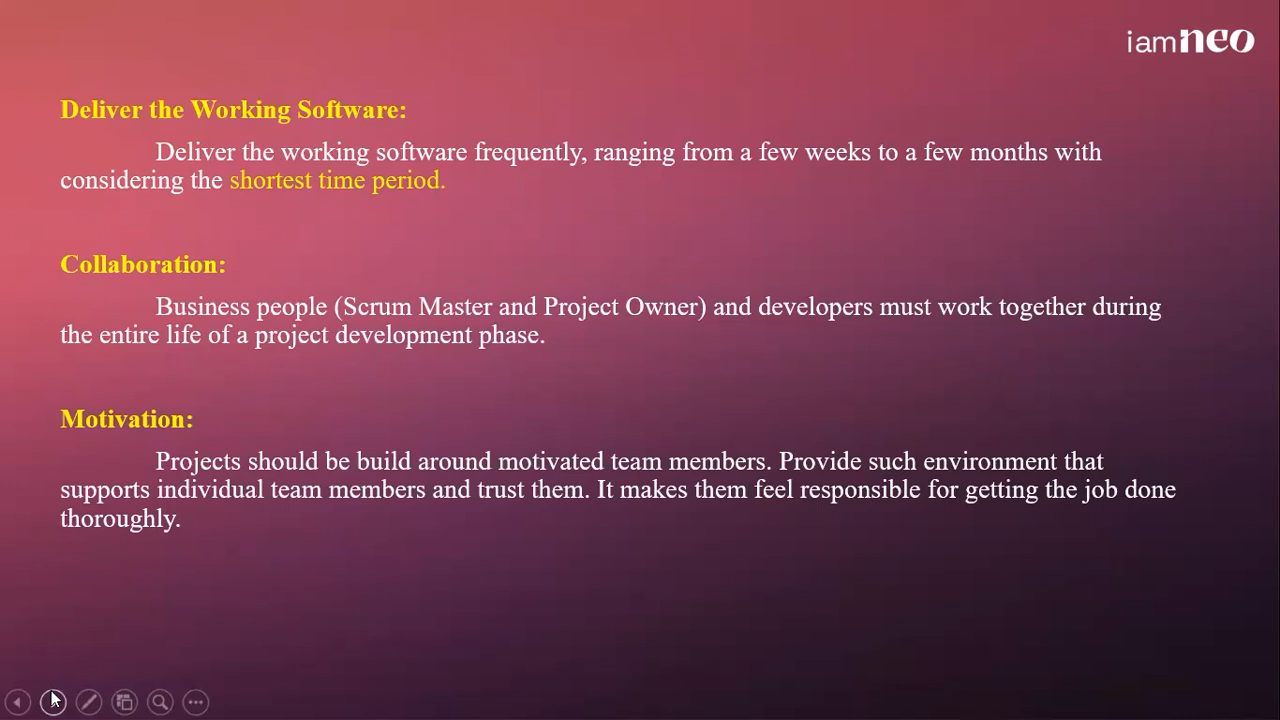 iamneo
Deliver the Working Software:
Deliver the working software frequently, ranging from a few weeks to a few months with
considering the shortest time period.
Collaboration:
Business people (Scrum Master and Project Owner) and developers must work together during
the entire life of a project development phase.
Motivation:
Projects should be build around motivated team members. Provide such environment that
supports individual team members and trust them. It makes them feel responsible for getting the job done
thoroughly.